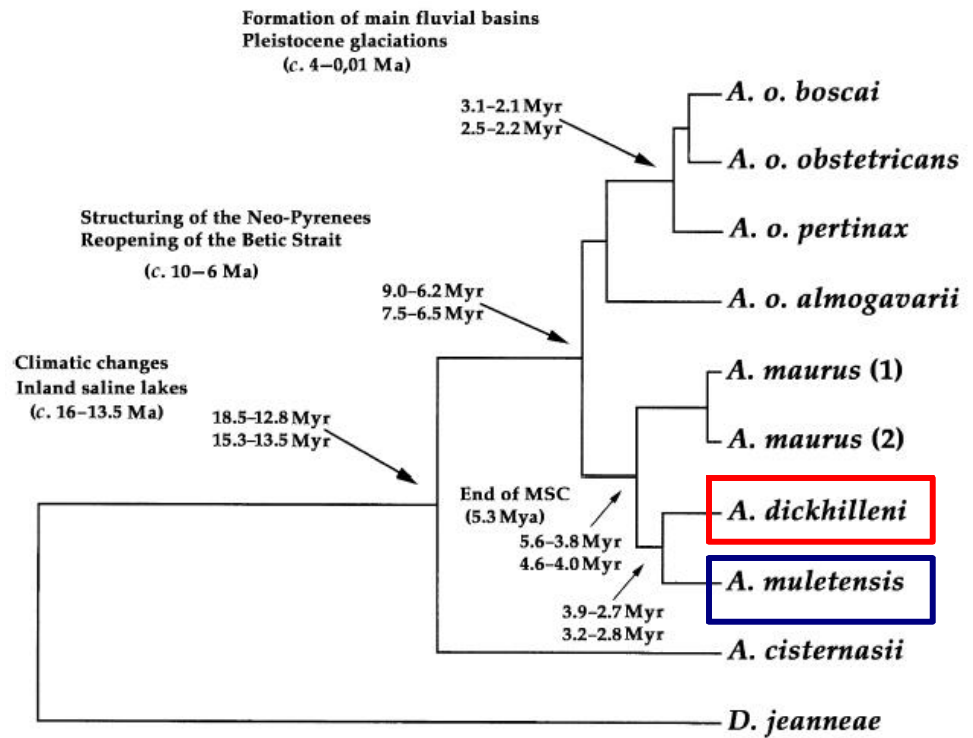 Formation of main fluvial basins
Pleistocene glaciations
(c. 4–0,01 Ma)
3.1–2.1 Myr
2.5–2.2 Myr
Structuring of the Neo-Pyrenees
Reopening of the Betic Strait
(c. 10–6 Ma)
9.0–6.2 Myr
7.5–6.5 Myr
Climatic changes
Inland saline lakes
(c. 16–13.5 Ma)
18.5–12.8 Myr
15.3–13.5 Myr
End of MSC
(5.3 Mya)
5.6–3.8 Myr
4.6–4.0 Myr
3.9–2.7 Myr
3.2–2.8 Myr
A. o. boscai
A. o. obstetricans
A. o. pertinax
A. o. almogavarii
A. maurus (1)
A. maurus (2)
A. dickhilleni
A. muletensis
A. cisternasii
D. jeanneae